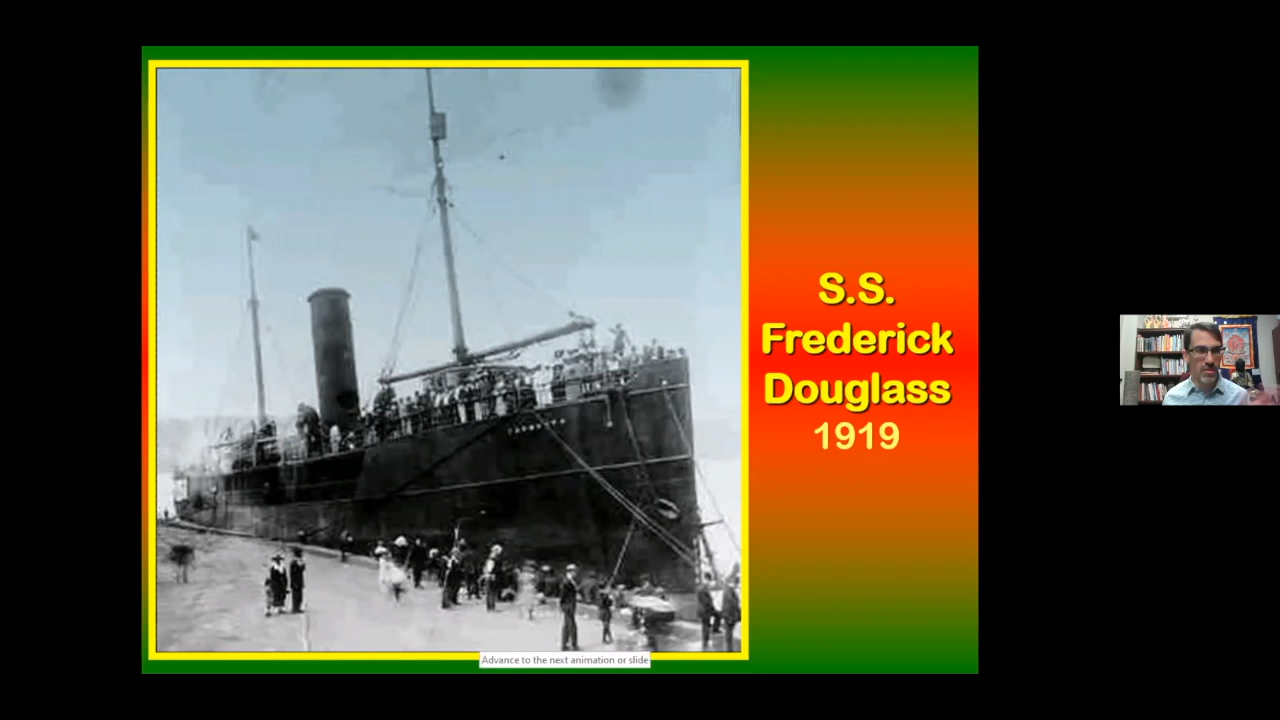 S.S.
Frederick
Douglass
1919
Advance to the next animation or slide